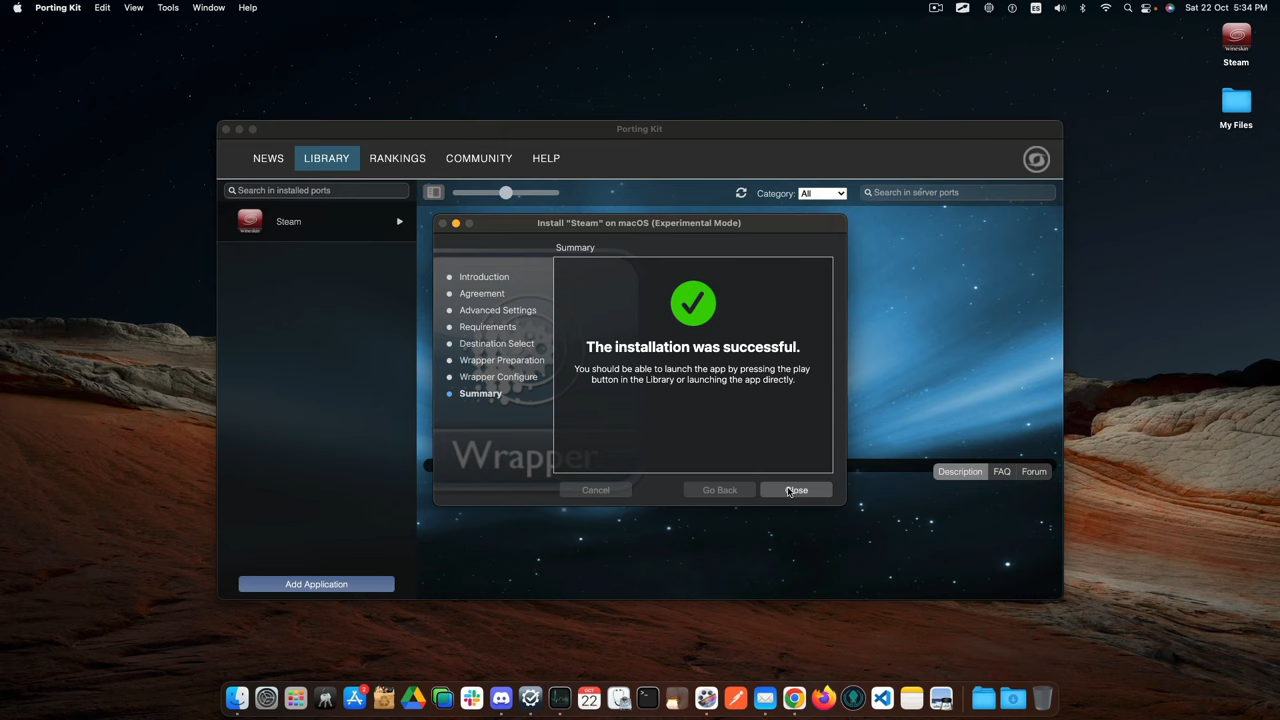 Porting Kit Edit View Tools Window Help
ES Sat 22 Oct 5:34 PM
Steam
My Files
Porting Kit
NEWS LIBRARY RANKINGS COMMUNITY HELP
Search in installed ports
Category: All
Search in server ports
Steam
Install "Steam" on macOS (Experimental Mode)
Summary
Introduction
Agreement
Advanced Settings
Requirements
Destination Select
Wrapper Preparation
Wrapper Configure
Summary
The installation was successful.
You should be able to launch the app by pressing the play
button in the Library or launching the app directly.
Wrapper
Cancel Go Back Close
Description FAQ Forum
Add Application